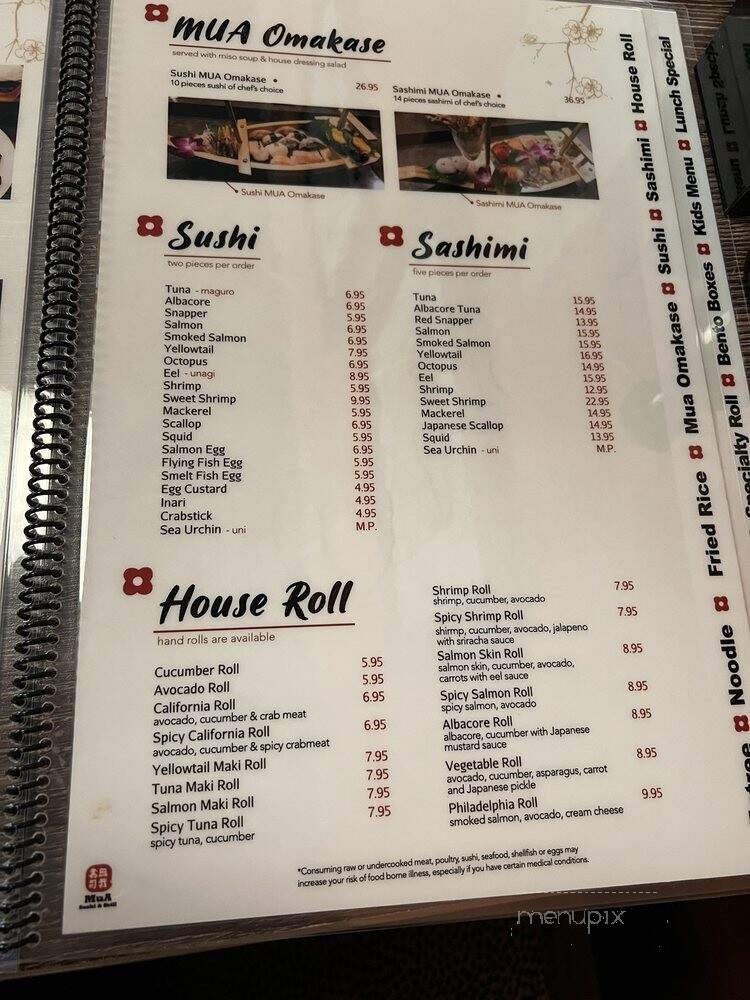 MUA Omakase
served with miso soup & house dressing salad
Sushi MUA Omakase • 26.95
10 pieces sushi of chef's choice
Sashimi MUA Omakase • 36.95
14 pieces sashimi of chef's choice
Sushi MUA Omakase
Sashimi MUA Omakase
Sushi
two pieces per order
Tuna - maguro 6.95
Albacore 6.95
Snapper 5.95
Salmon 6.95
Smoked Salmon 6.95
Yellowtail 7.95
Octopus 6.95
Eel - unagi 8.95
Shrimp 5.95
Sweet Shrimp 9.95
Mackerel 5.95
Scallop 6.95
Squid 5.95
Salmon Egg 6.95
Flying Fish Egg 5.95
Smelt Fish Egg 5.95
Egg Custard 4.95
Inari 4.95
Crabstick 4.95
Sea Urchin - uni M.P.
Sashimi
five pieces per order
Tuna 15.95
Albacore Tuna 14.95
Red Snapper 13.95
Salmon 15.95
Smoked Salmon 15.95
Yellowtail 16.95
Octopus 14.95
Eel 15.95
Shrimp 12.95
Sweet Shrimp 22.95
Mackerel 14.95
Japanese Scallop 14.95
Squid 13.95
Sea Urchin - uni M.P.
House Roll
hand rolls are available
Cucumber Roll 5.95
Avocado Roll 5.95
California Roll 6.95
avocado, cucumber & crab meat
Spicy California Roll 6.95
avocado, cucumber & spicy crabmeat
Yellowtail Maki Roll 7.95
Tuna Maki Roll 7.95
Salmon Maki Roll 7.95
Spicy Tuna Roll 7.95
spicy tuna, cucumber
Shrimp Roll 7.95
shrimp, cucumber, avocado
Spicy Shrimp Roll 7.95
shirmp, cucumber, avocado, jalapeno
with sriracha sauce
Salmon Skin Roll 8.95
salmon skin, cucumber, avocado,
carrots with eel sauce
Spicy Salmon Roll 8.95
spicy salmon, avocado
Albacore Roll 8.95
albacore, cucumber with Japanese
mustard sauce
Vegetable Roll 8.95
avocado, cucumber, asparagus, carrot
and Japanese pickle
Philadelphia Roll 9.95
smoked salmon, avocado, cream cheese
*Consuming raw or undercooked meat, poultry, sushi, seafood, shellfish or eggs may
increase your risk of food borne illness, especially if you have certain medical conditions.
MuA
Sushi & Grill
Noodle Fried Rice Mua Omakase Sushi Sashimi House Roll
Specialty Roll Bento Boxes Kids Menu Lunch Special
menupix